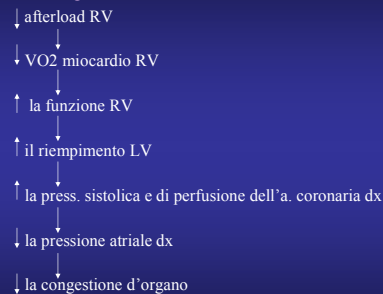 ↓ afterload RV
↓ VO2 miocardio RV
↑ la funzione RV
↑ il riempimento LV
↑ la press. sistolica e di perfusione dell'a. coronaria dx
↓ la pressione atriale dx
↓ la congestione d'organo